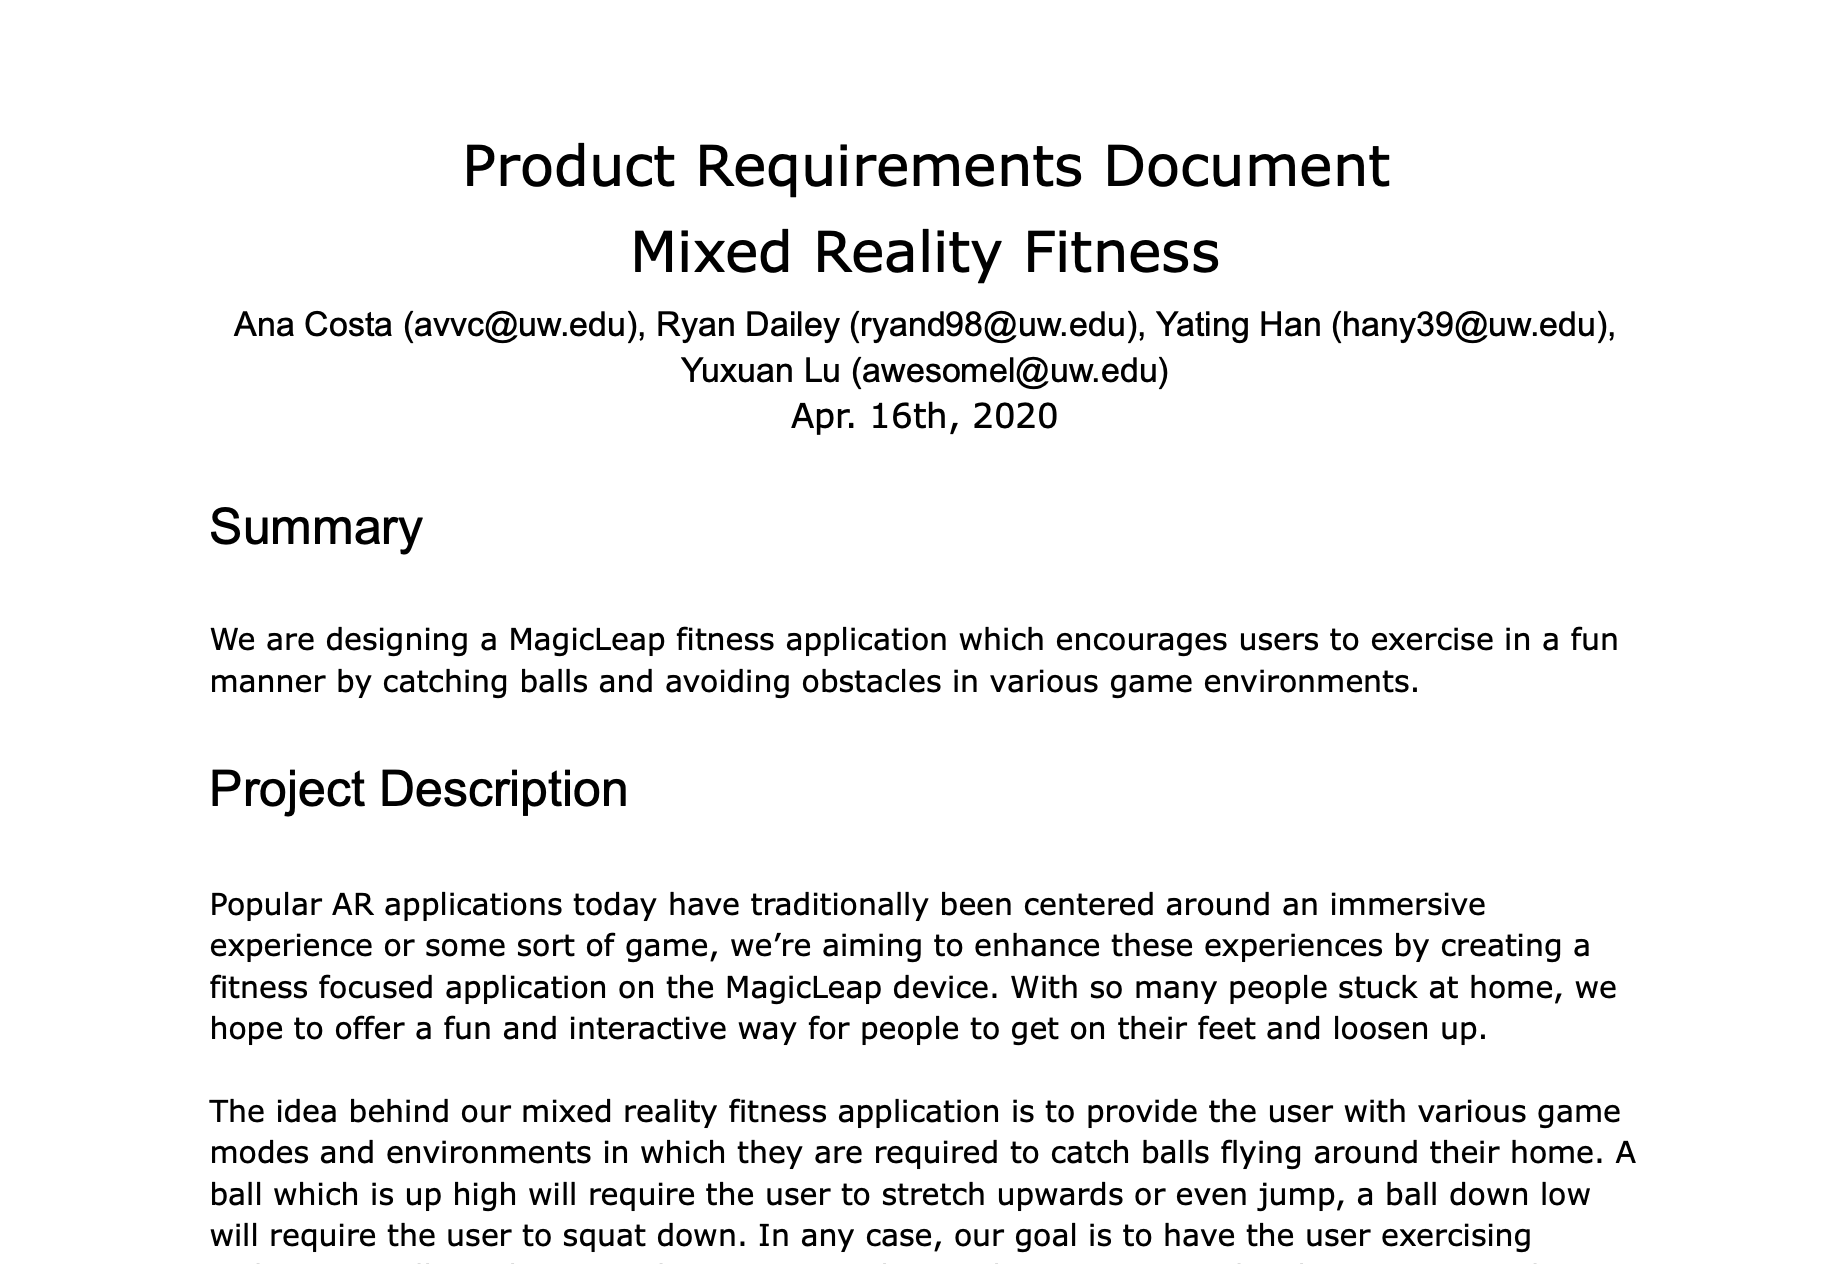 Product Requirements Document
Mixed Reality Fitness
Ana Costa (avvc@uw.edu), Ryan Dailey (ryand98@uw.edu), Yating Han (hany39@uw.edu),
Yuxuan Lu (awesomel@uw.edu)
Apr. 16th, 2020
Summary
We are designing a MagicLeap fitness application which encourages users to exercise in a fun
manner by catching balls and avoiding obstacles in various game environments.
Project Description
Popular AR applications today have traditionally been centered around an immersive
experience or some sort of game, we’re aiming to enhance these experiences by creating a
fitness focused application on the MagicLeap device. With so many people stuck at home, we
hope to offer a fun and interactive way for people to get on their feet and loosen up.
The idea behind our mixed reality fitness application is to provide the user with various game
modes and environments in which they are required to catch balls flying around their home. A
ball which is up high will require the user to stretch upwards or even jump, a ball down low
will require the user to squat down. In any case, our goal is to have the user exercising